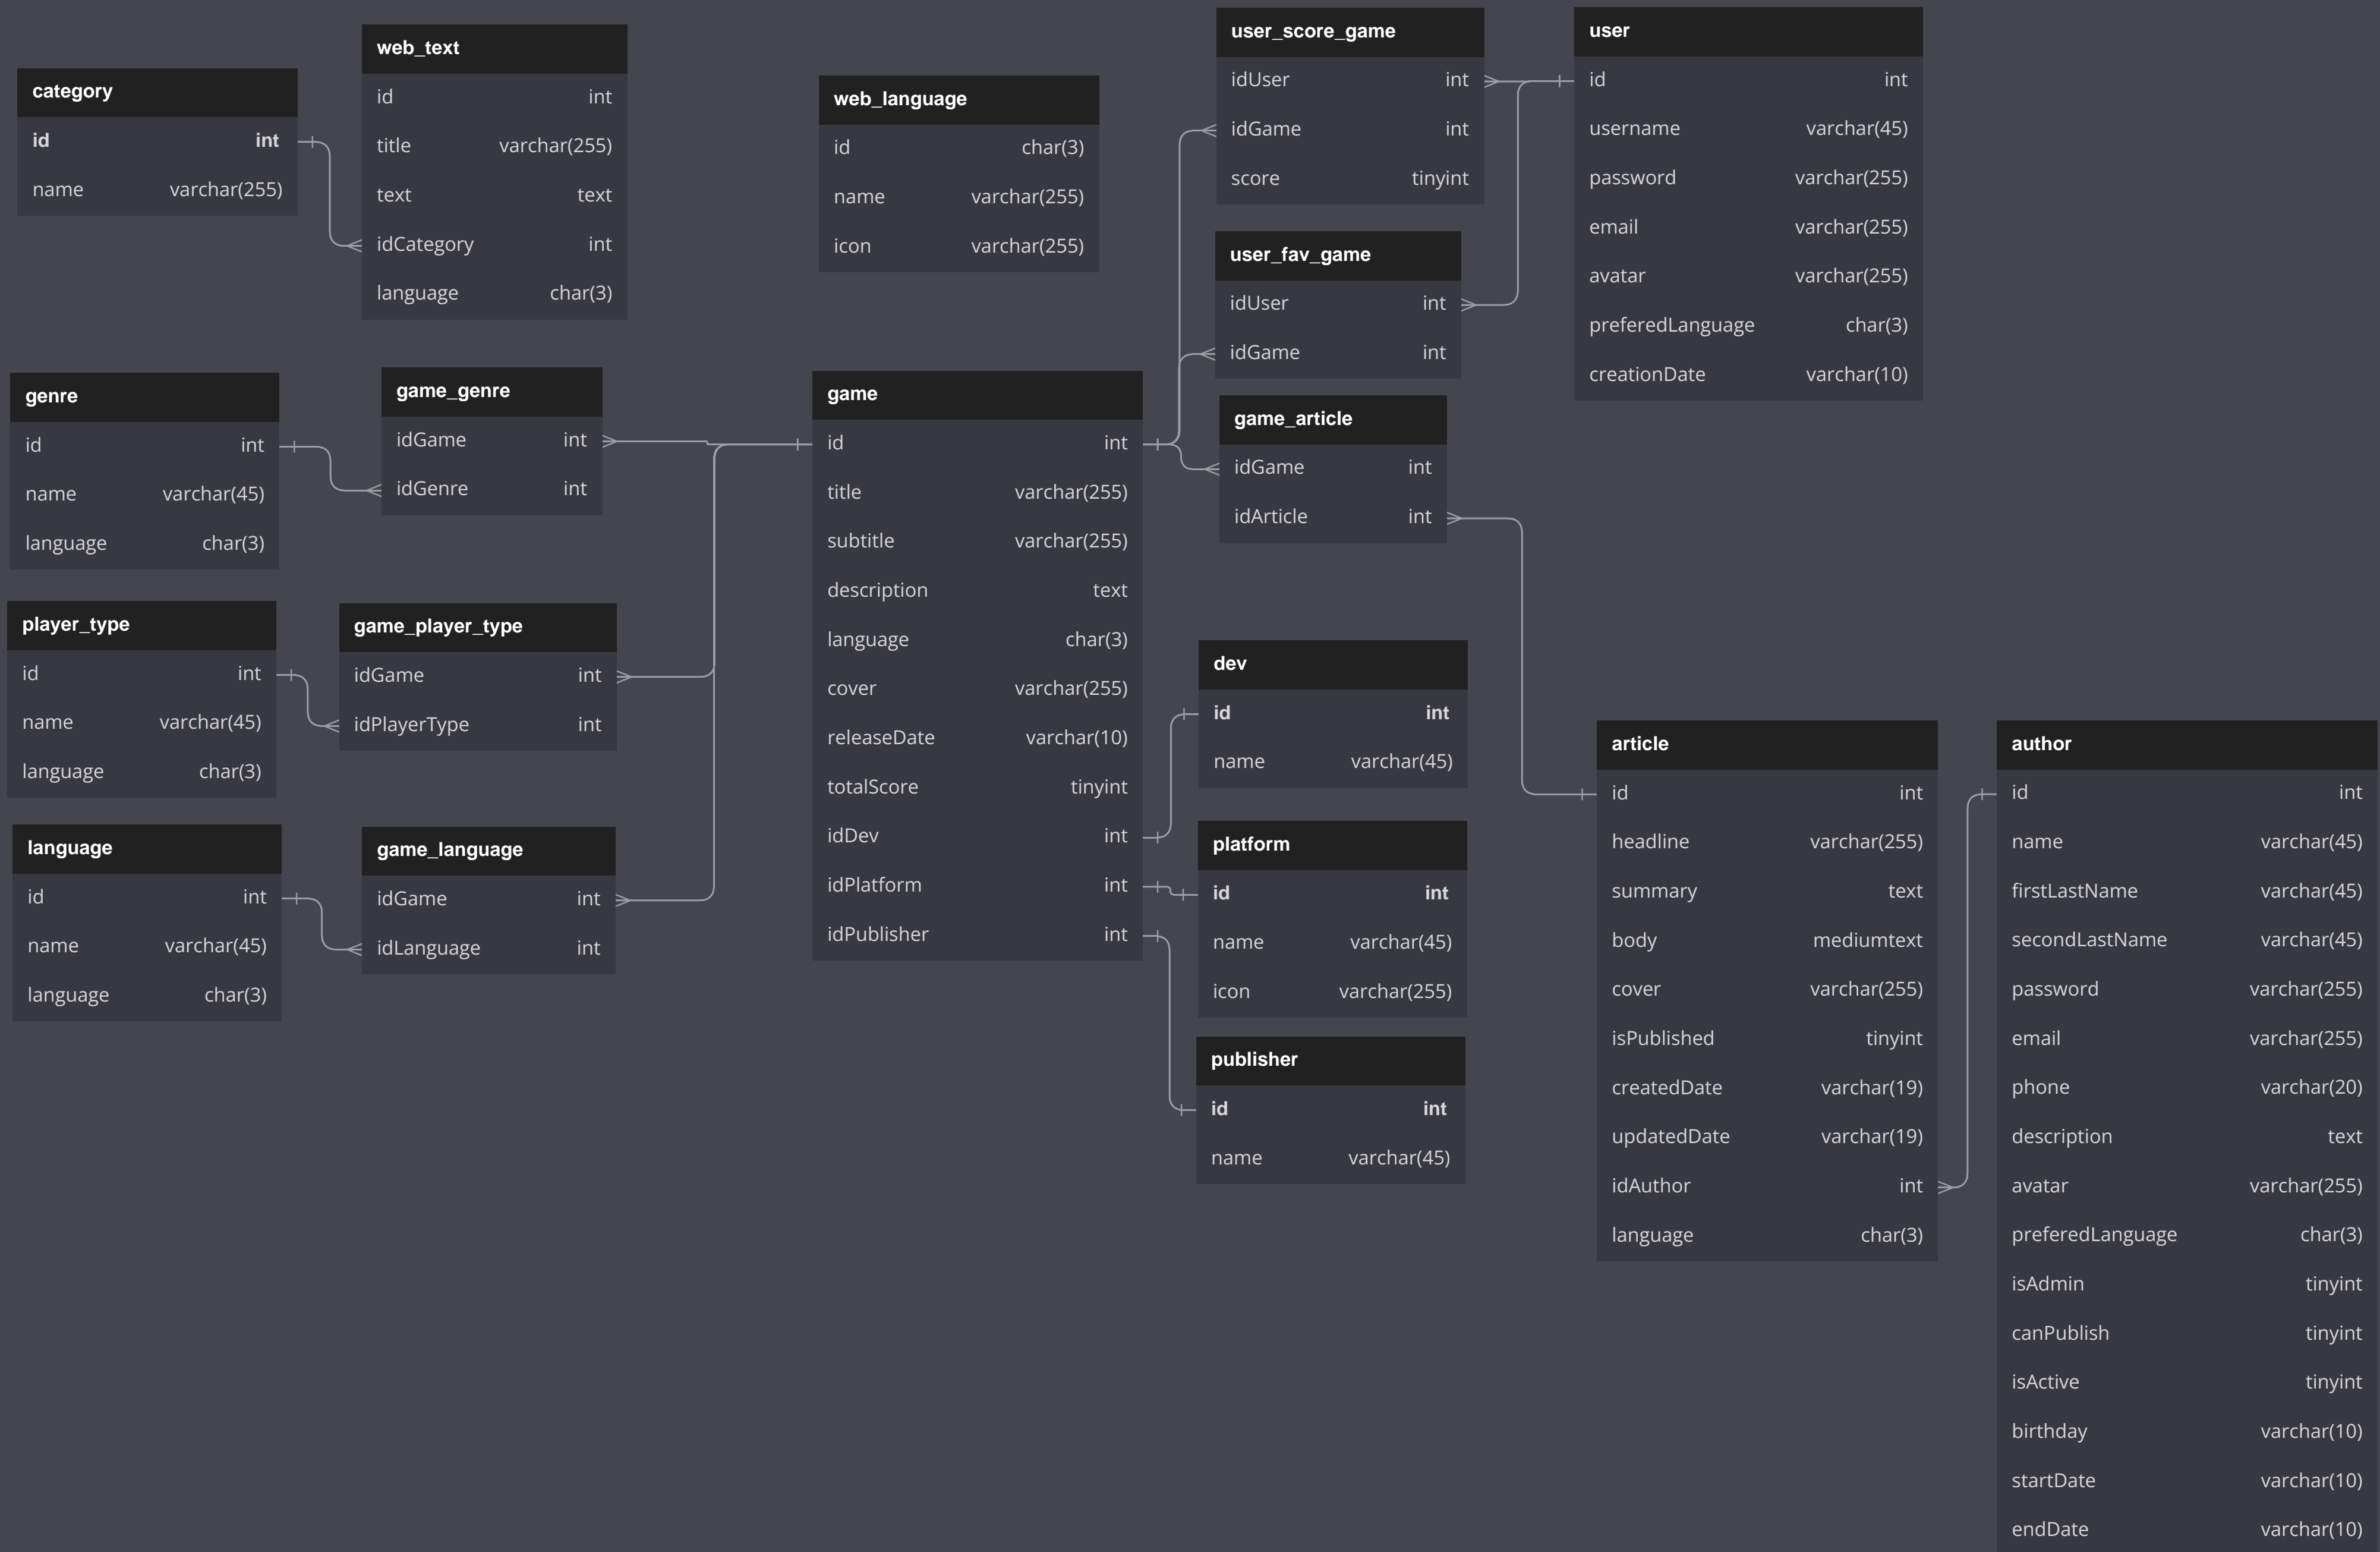 category
id int
name varchar(255)
web_text
id int
title varchar(255)
text text
idCategory int
language char(3)
web_language
id char(3)
name varchar(255)
icon varchar(255)
user_score_game
idUser int
idGame int
score tinyint
user
id int
username varchar(45)
password varchar(255)
email varchar(255)
avatar varchar(255)
preferedLanguage char(3)
creationDate varchar(10)
user_fav_game
idUser int
idGame int
genre
id int
name varchar(45)
language char(3)
game_genre
idGame int
idGenre int
game
id int
title varchar(255)
subtitle varchar(255)
description text
language char(3)
cover varchar(255)
releaseDate varchar(10)
totalScore tinyint
idDev int
idPlatform int
idPublisher int
game_article
idGame int
idArticle int
player_type
id int
name varchar(45)
language char(3)
game_player_type
idGame int
idPlayerType int
dev
id int
name varchar(45)
language
id int
name varchar(45)
language char(3)
game_language
idGame int
idLanguage int
platform
id int
name varchar(45)
icon varchar(255)
publisher
id int
name varchar(45)
article
id int
headline varchar(255)
summary text
body mediumtext
cover varchar(255)
isPublished tinyint
createdDate varchar(19)
updatedDate varchar(19)
idAuthor int
language char(3)
author
id int
name varchar(45)
firstLastName varchar(45)
secondLastName varchar(45)
password varchar(255)
email varchar(255)
phone varchar(20)
description text
avatar varchar(255)
preferedLanguage char(3)
isAdmin tinyint
canPublish tinyint
isActive tinyint
birthday varchar(10)
startDate varchar(10)
endDate varchar(10)